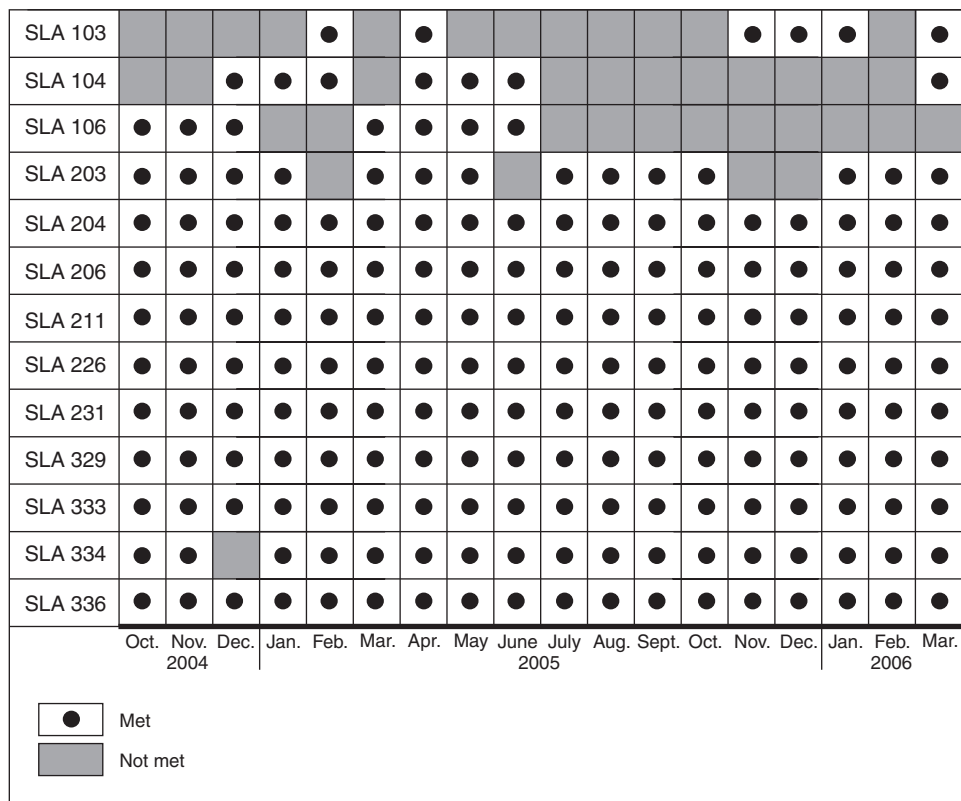 SLA 103
SLA 104
SLA 106
SLA 203
SLA 204
SLA 206
SLA 211
SLA 226
SLA 231
SLA 329
SLA 333
SLA 334
SLA 336
Oct. Nov. Dec. Jan. Feb. Mar. Apr. May June July Aug. Sept. Oct. Nov. Dec. Jan. Feb. Mar.
2004 2005 2006
Met
Not met